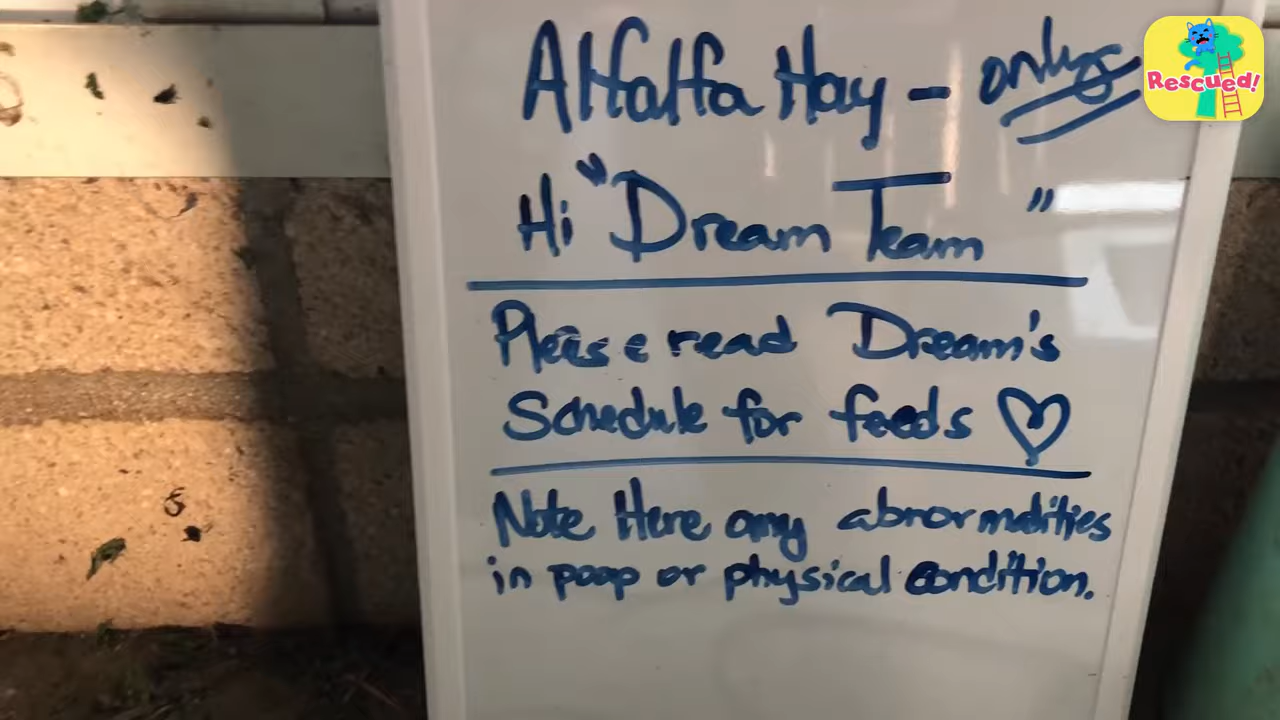 Alfalfa Hay - only
Hi "Dream Team"
Please read Dream's
Schedule for feeds ♡
Note Here any abnormalities
in poop or physical condition.
Rescued!